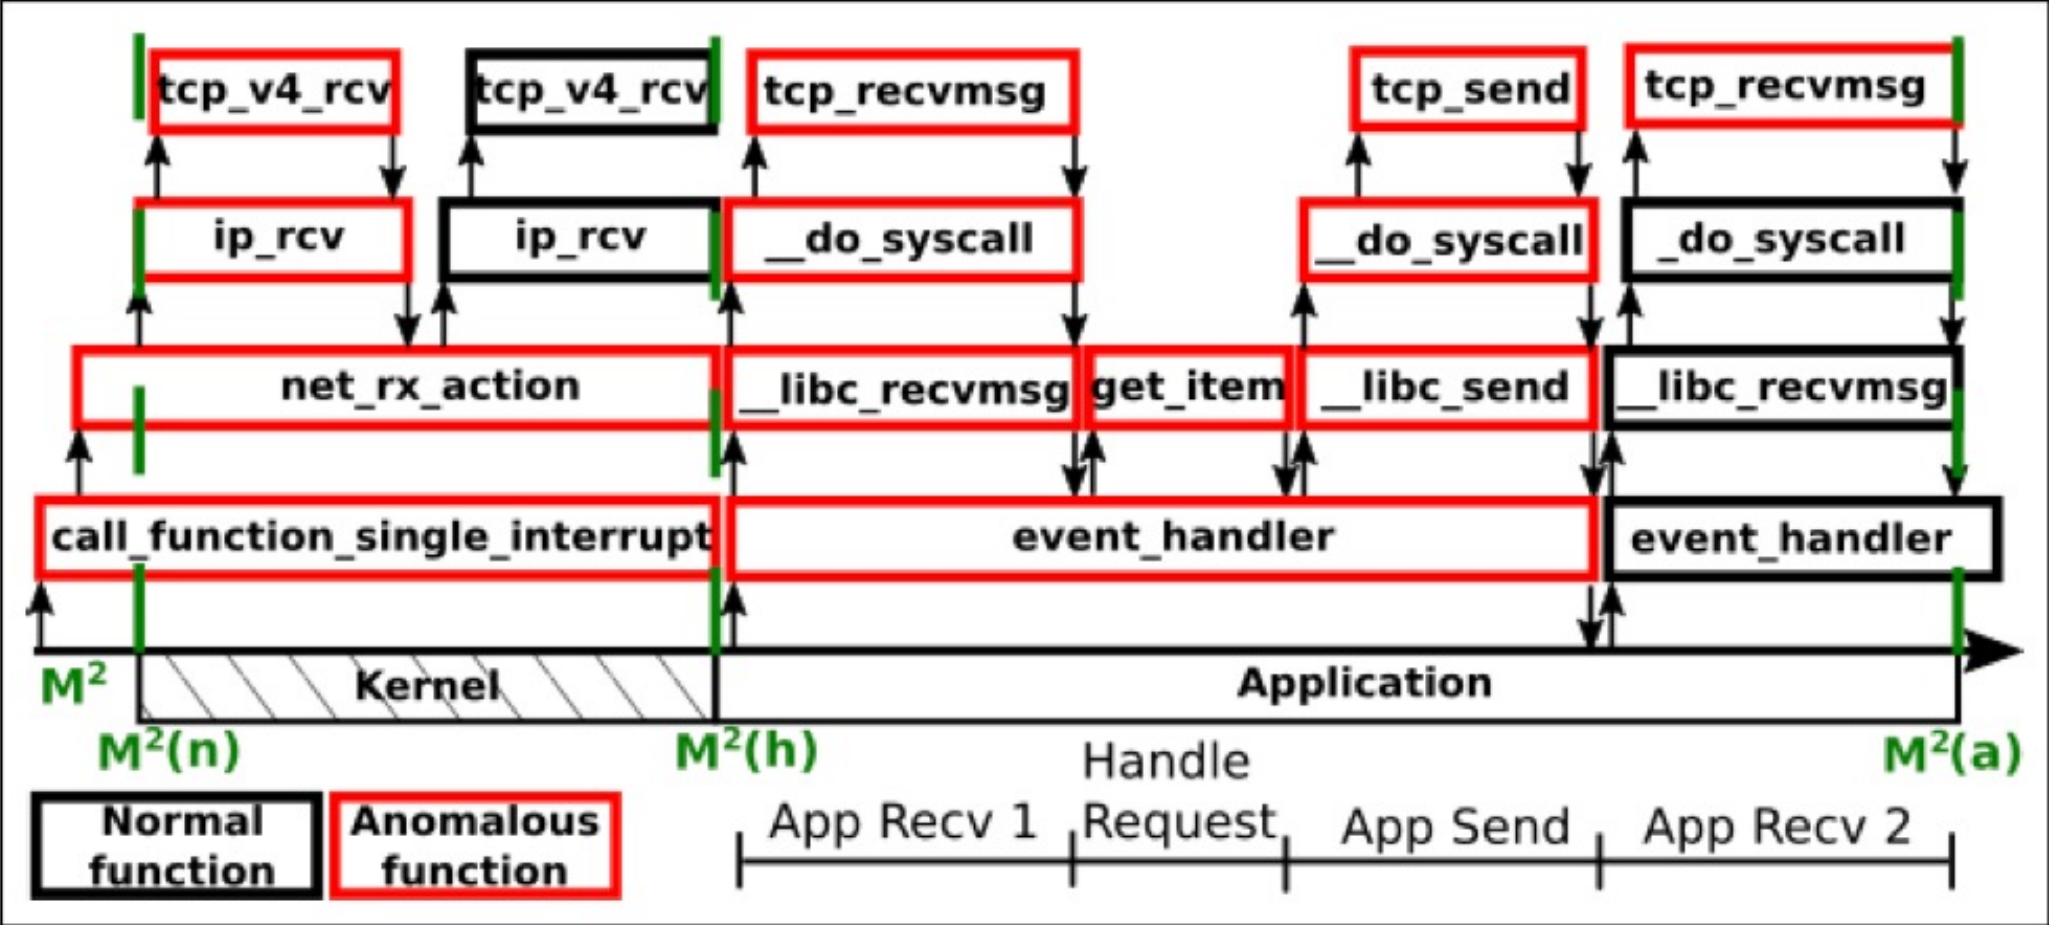 tcp_v4_rcv
tcp_v4_rcv
tcp_recvmsg
tcp_send
tcp_recvmsg
ip_rcv
ip_rcv
__do_syscall
__do_syscall
_do_syscall
net_rx_action
__libc_recvmsg
get_item
__libc_send
__libc_recvmsg
call_function_single_interrupt
event_handler
event_handler
M²
Kernel
Application
M²(n)
M²(h)
M²(a)
Normal
function
Anomalous
function
App Recv 1
Handle
Request
App Send
App Recv 2